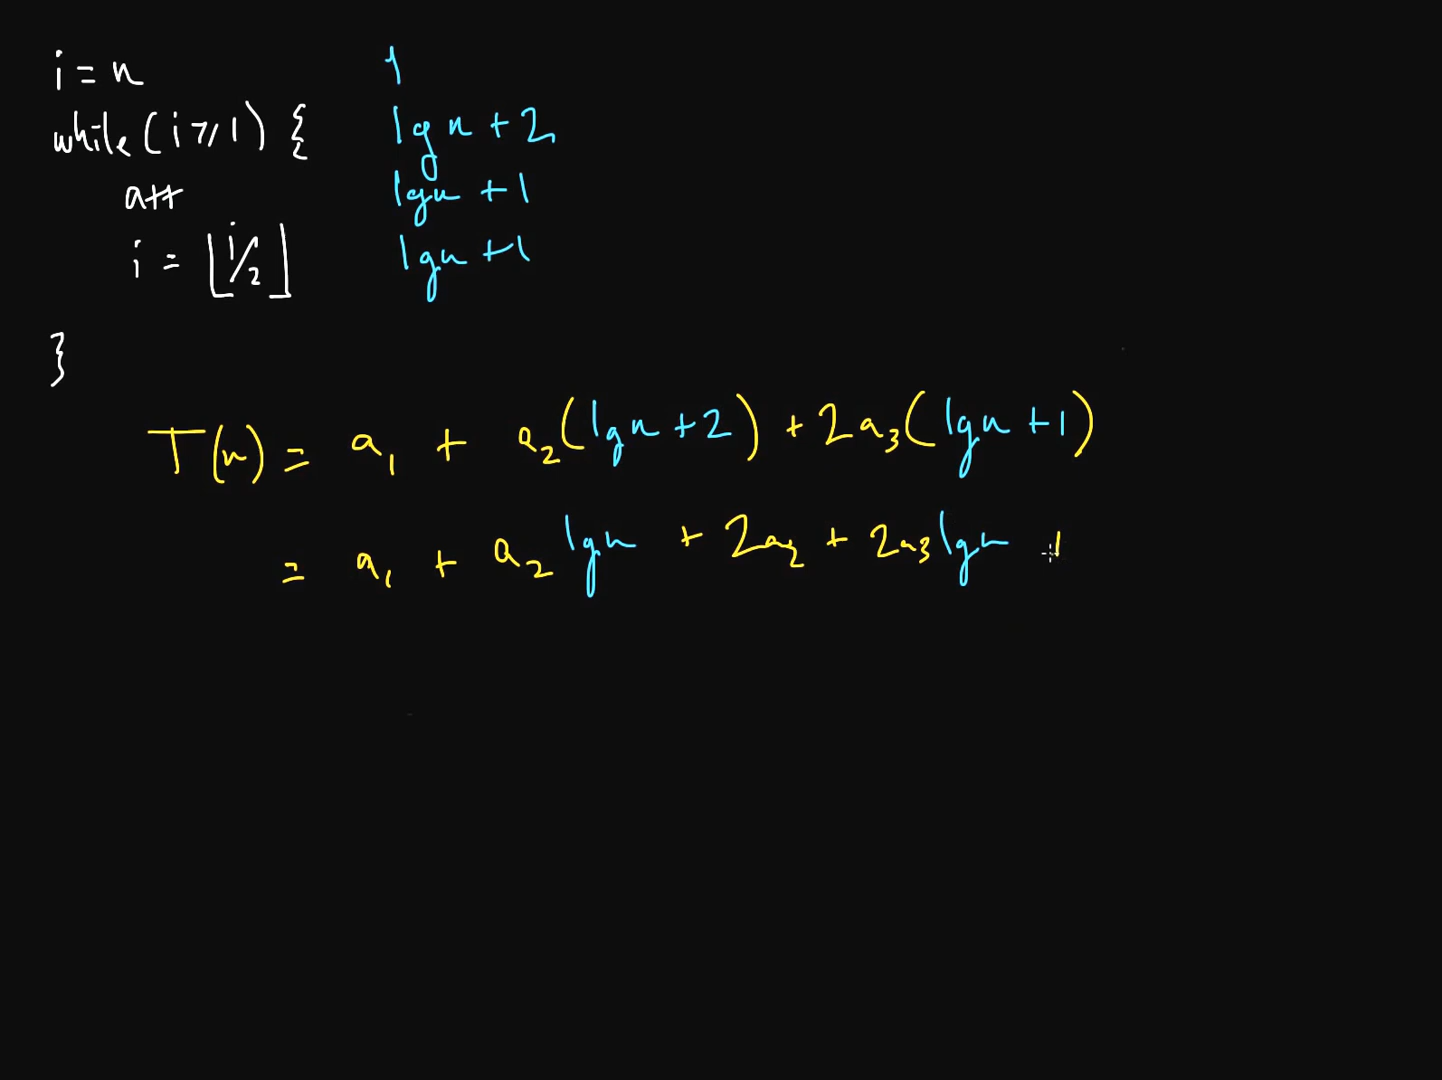 i = n 1
while (i ≥ 1) { lg n + 2
a++ lg n + 1
i = ⌊i/2⌋ lg n + 1
}
T(n) = a₁ + a₂(lg n + 2) + 2a₃(lg n + 1)
= a₁ + a₂ lg n + 2a₂ + 2a₃ lg n +